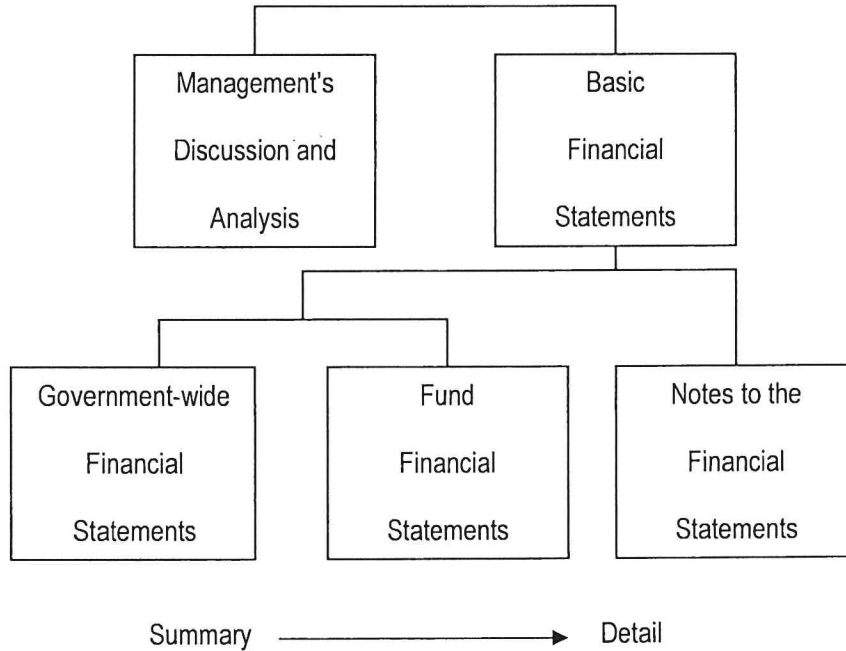 Management's
Discussion and
Analysis
Basic
Financial
Statements
Government-wide
Financial
Statements
Fund
Financial
Statements
Notes to the
Financial
Statements
Summary
Detail